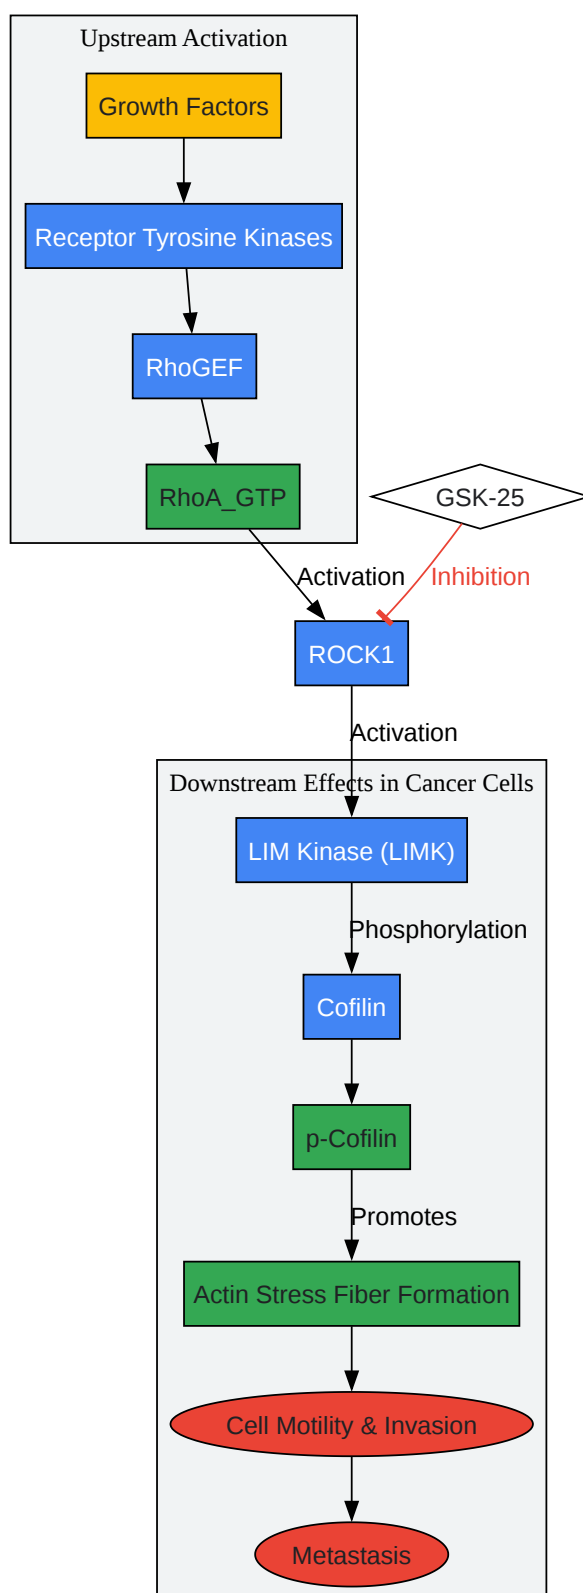 Upstream Activation
Growth Factors
Receptor Tyrosine Kinases
RhoGEF
RhoA_GTP
GSK-25
Activation
Inhibition
ROCK1
Activation
Downstream Effects in Cancer Cells
LIM Kinase (LIMK)
Phosphorylation
Cofilin
p-Cofilin
Promotes
Actin Stress Fiber Formation
Cell Motility & Invasion
Metastasis